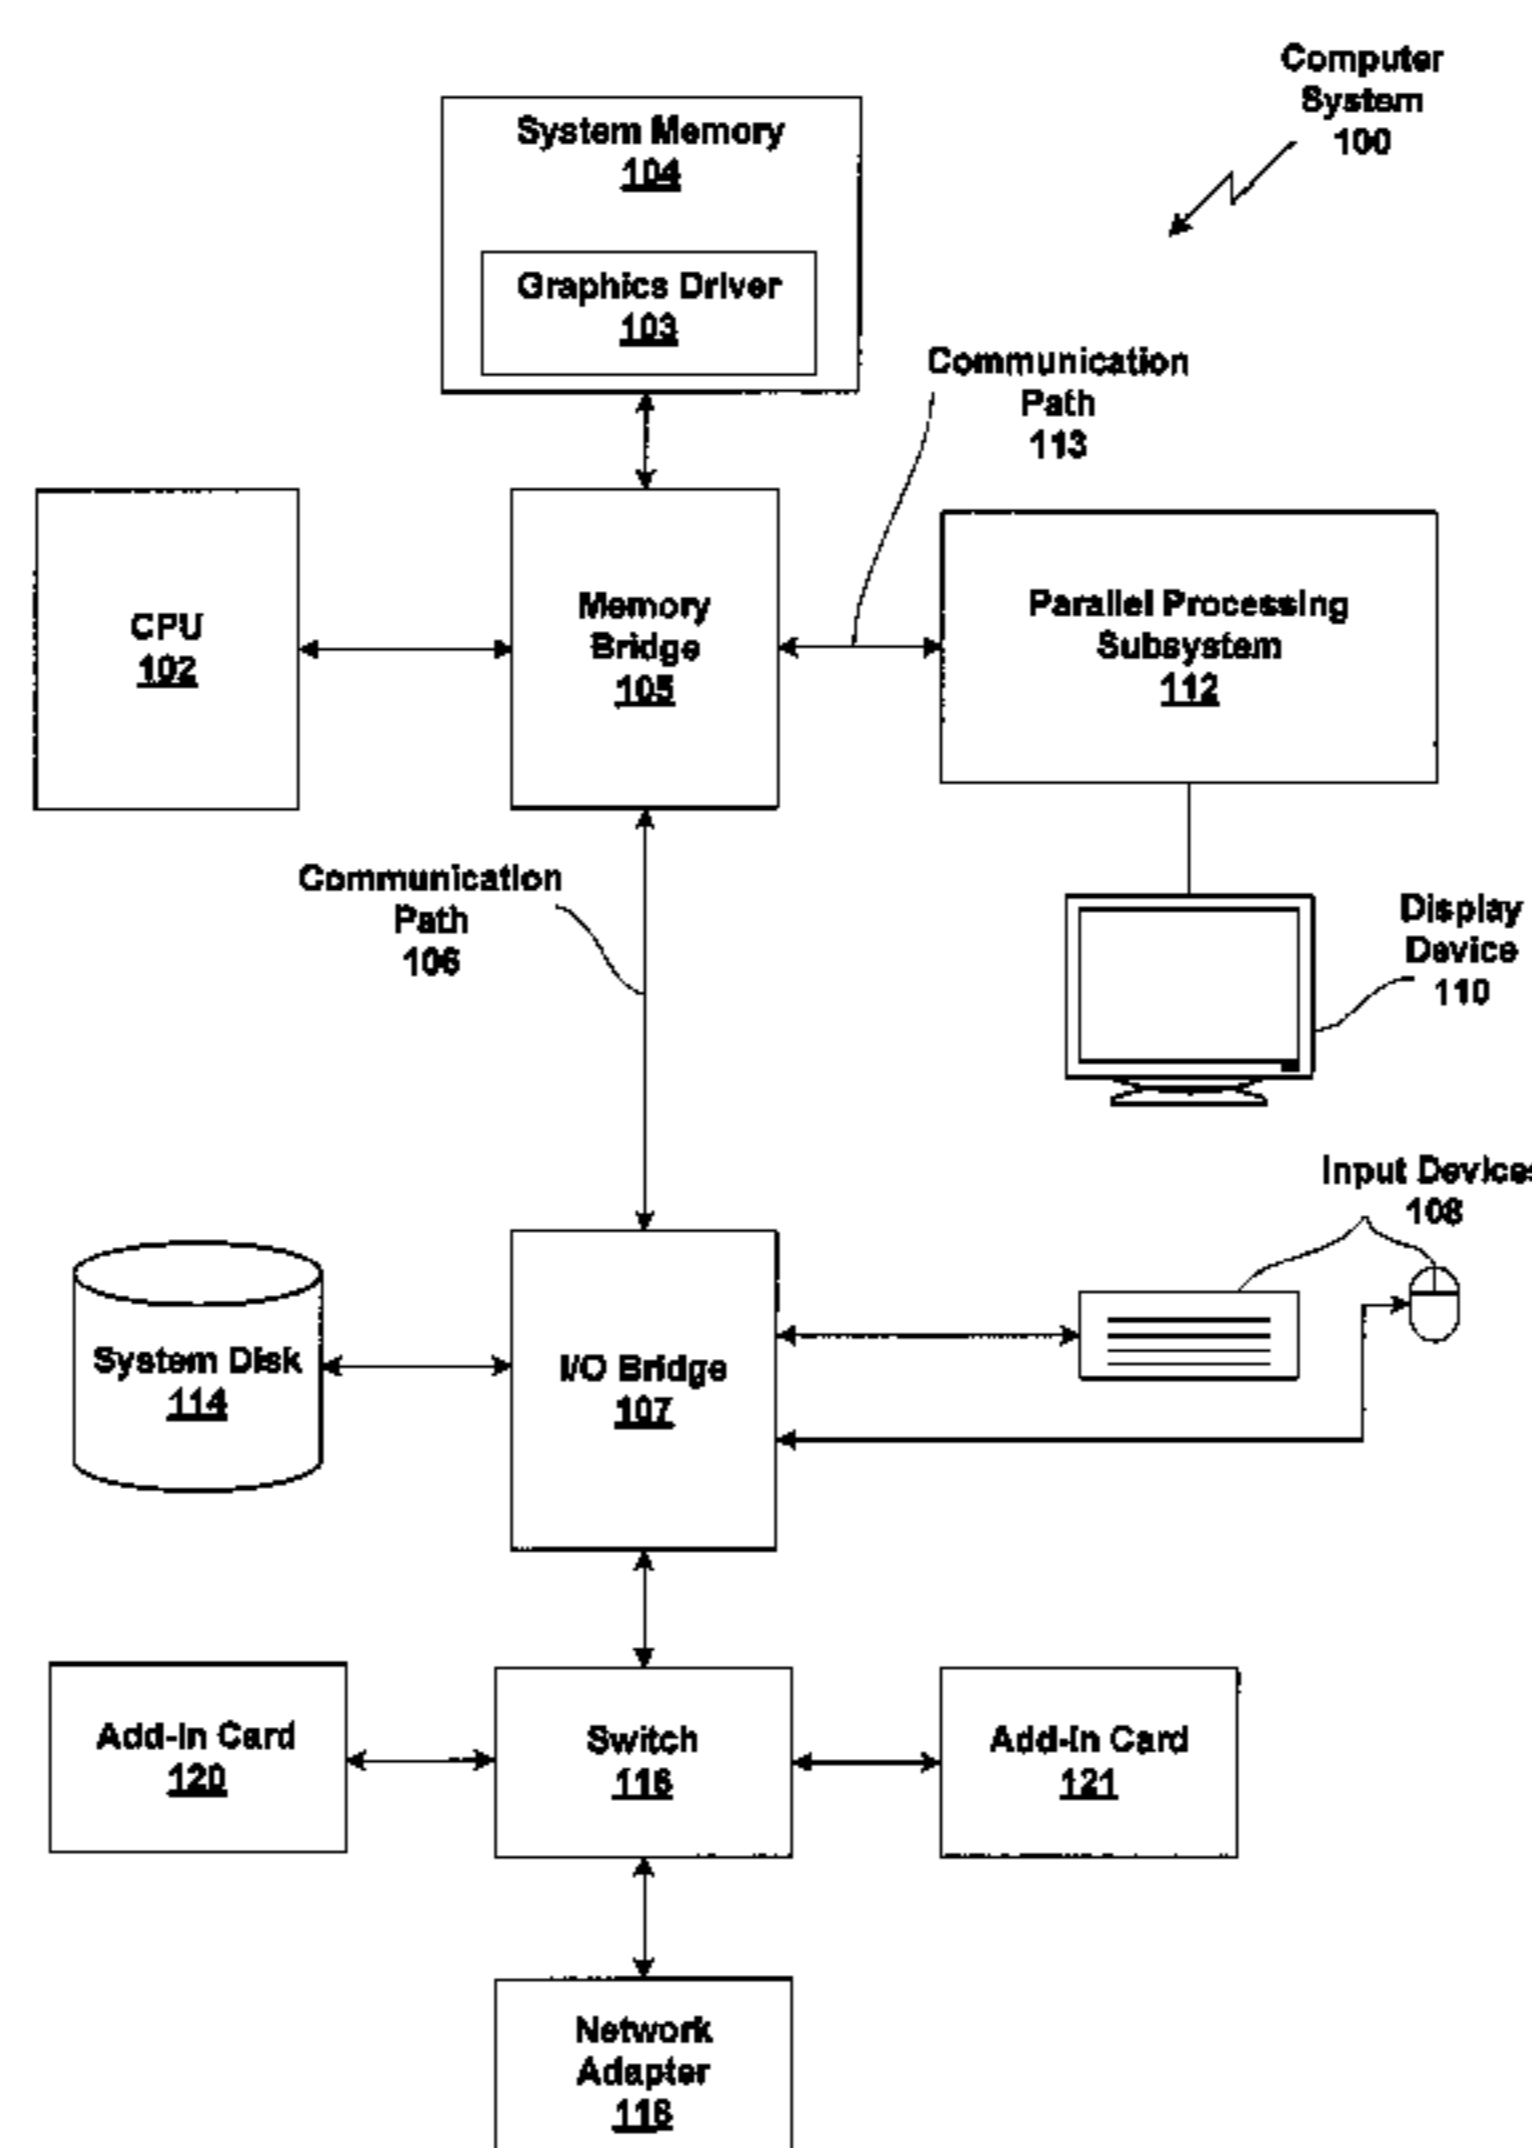 Computer
System
100
System Memory
104
Graphics Driver
103
Communication
Path
113
CPU
102
Memory
Bridge
105
Parallel Processing
Subsystem
112
Communication
Path
106
Display
Device
110
Input Devices
108
System Disk
114
I/O Bridge
107
Add-In Card
120
Switch
116
Add-In Card
121
Network
Adapter
118